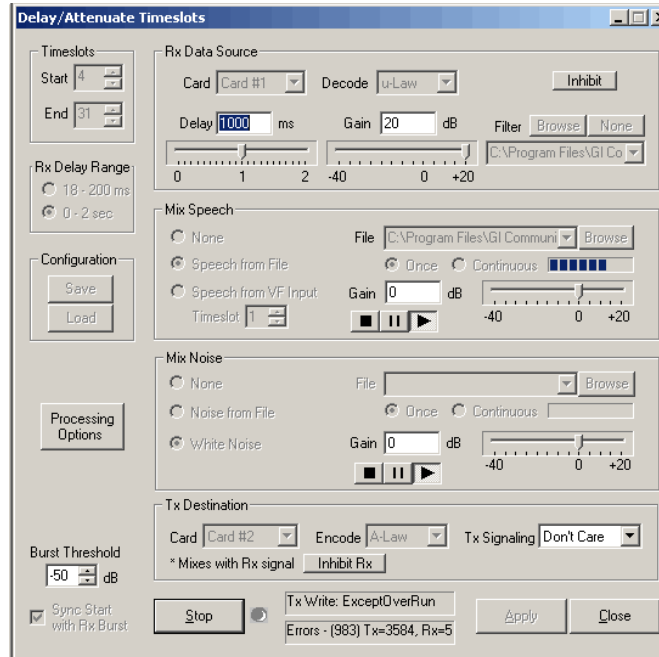 Delay/Attenuate Timeslots
Timeslots
Start 4
End 31
Rx Delay Range
18 - 200 ms
0 - 2 sec
Configuration
Save
Load
Processing
Options
Burst Threshold
-50 dB
Sync Start
with Rx Burst
Rx Data Source
Card Card #1 Decode u-Law Inhibit
Delay 1000 ms Gain 20 dB Filter Browse None
C:\Program Files\GI Co
0 1 2 -40 0 +20
Mix Speech
None File C:\Program Files\GI Communi Browse
Speech from File Once Continuous
Speech from VF Input Gain 0 dB
Timeslot 1 -40 0 +20
Mix Noise
None File Browse
Noise from File Once Continuous
White Noise Gain 0 dB
-40 0 +20
Tx Destination
Card Card #2 Encode A-Law Tx Signaling Don't Care
* Mixes with Rx signal Inhibit Rx
Stop Tx Write: ExceptOverRun Apply Close
Errors - (983) Tx=3584, Rx=5